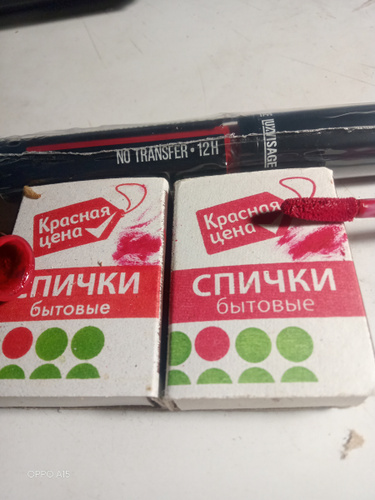 NO TRANSFER • 12H
LUXVISAGE
Красная
цена
СПИЧКИ
бытовые
Красная
цена
СПИЧКИ
бытовые
OPPO A15